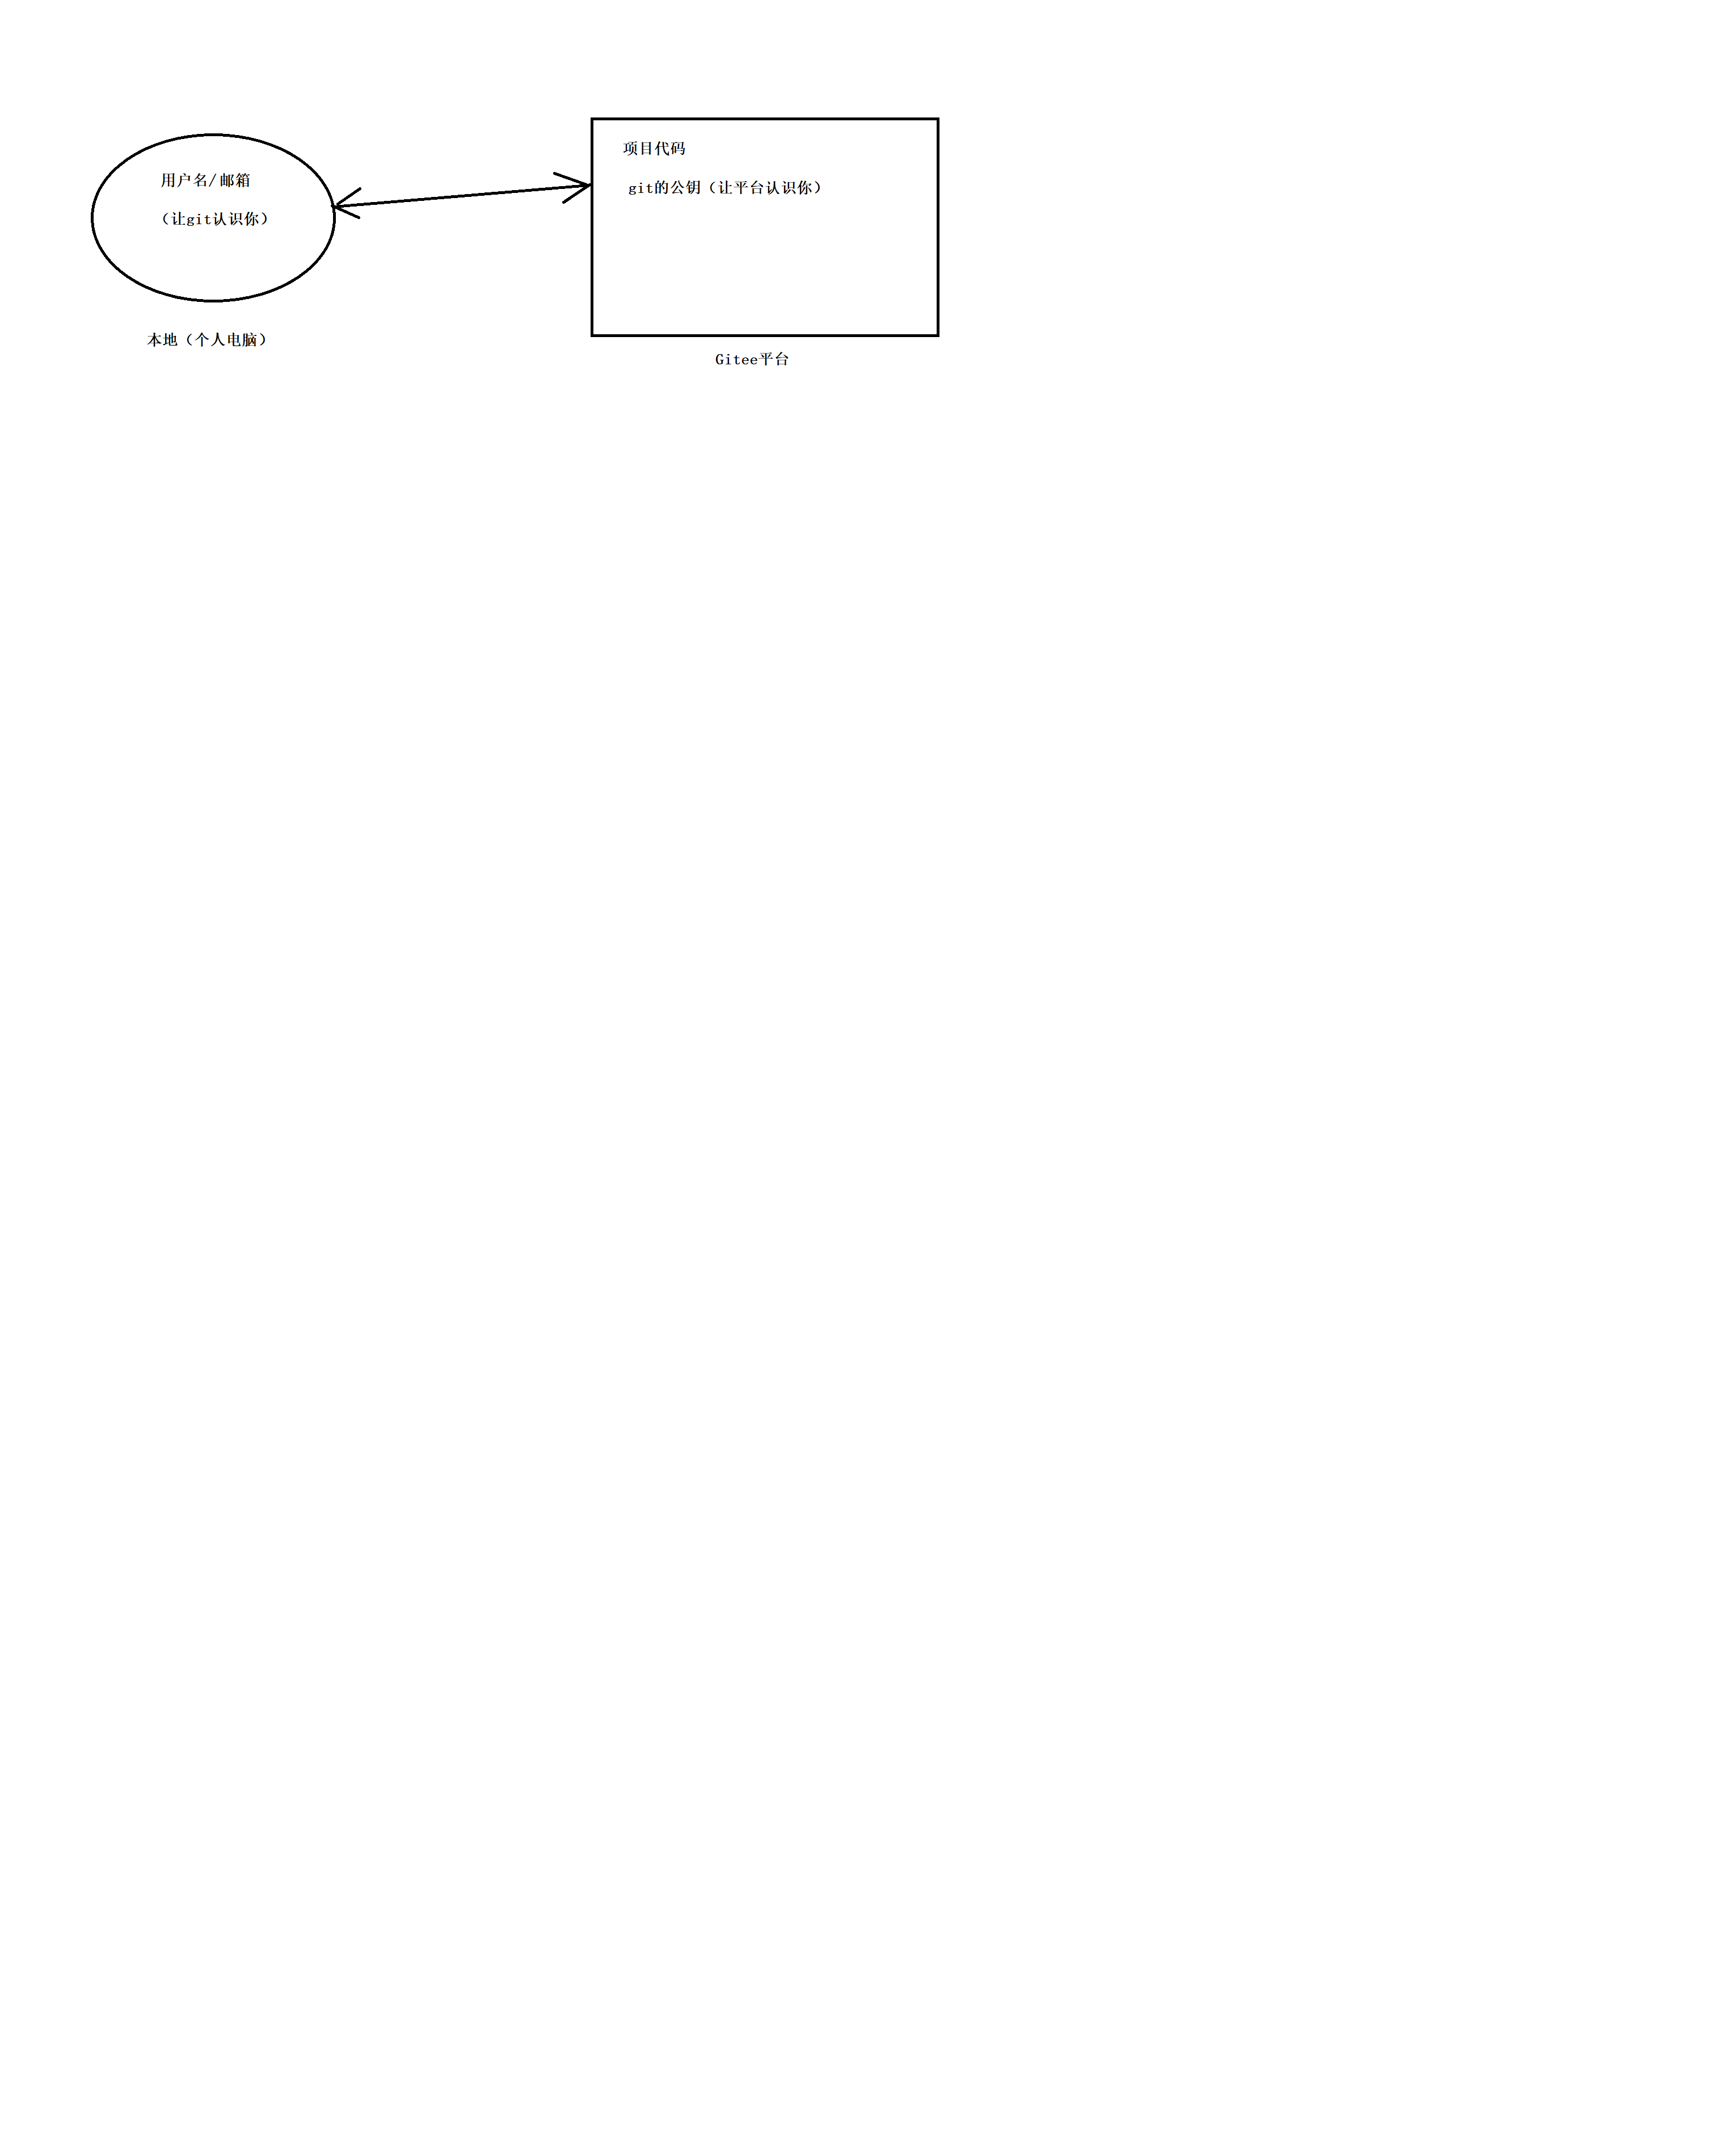 用户名/邮箱
（让git认识你）
本地（个人电脑）
项目代码
git的公钥（让平台认识你）
Gitee平台